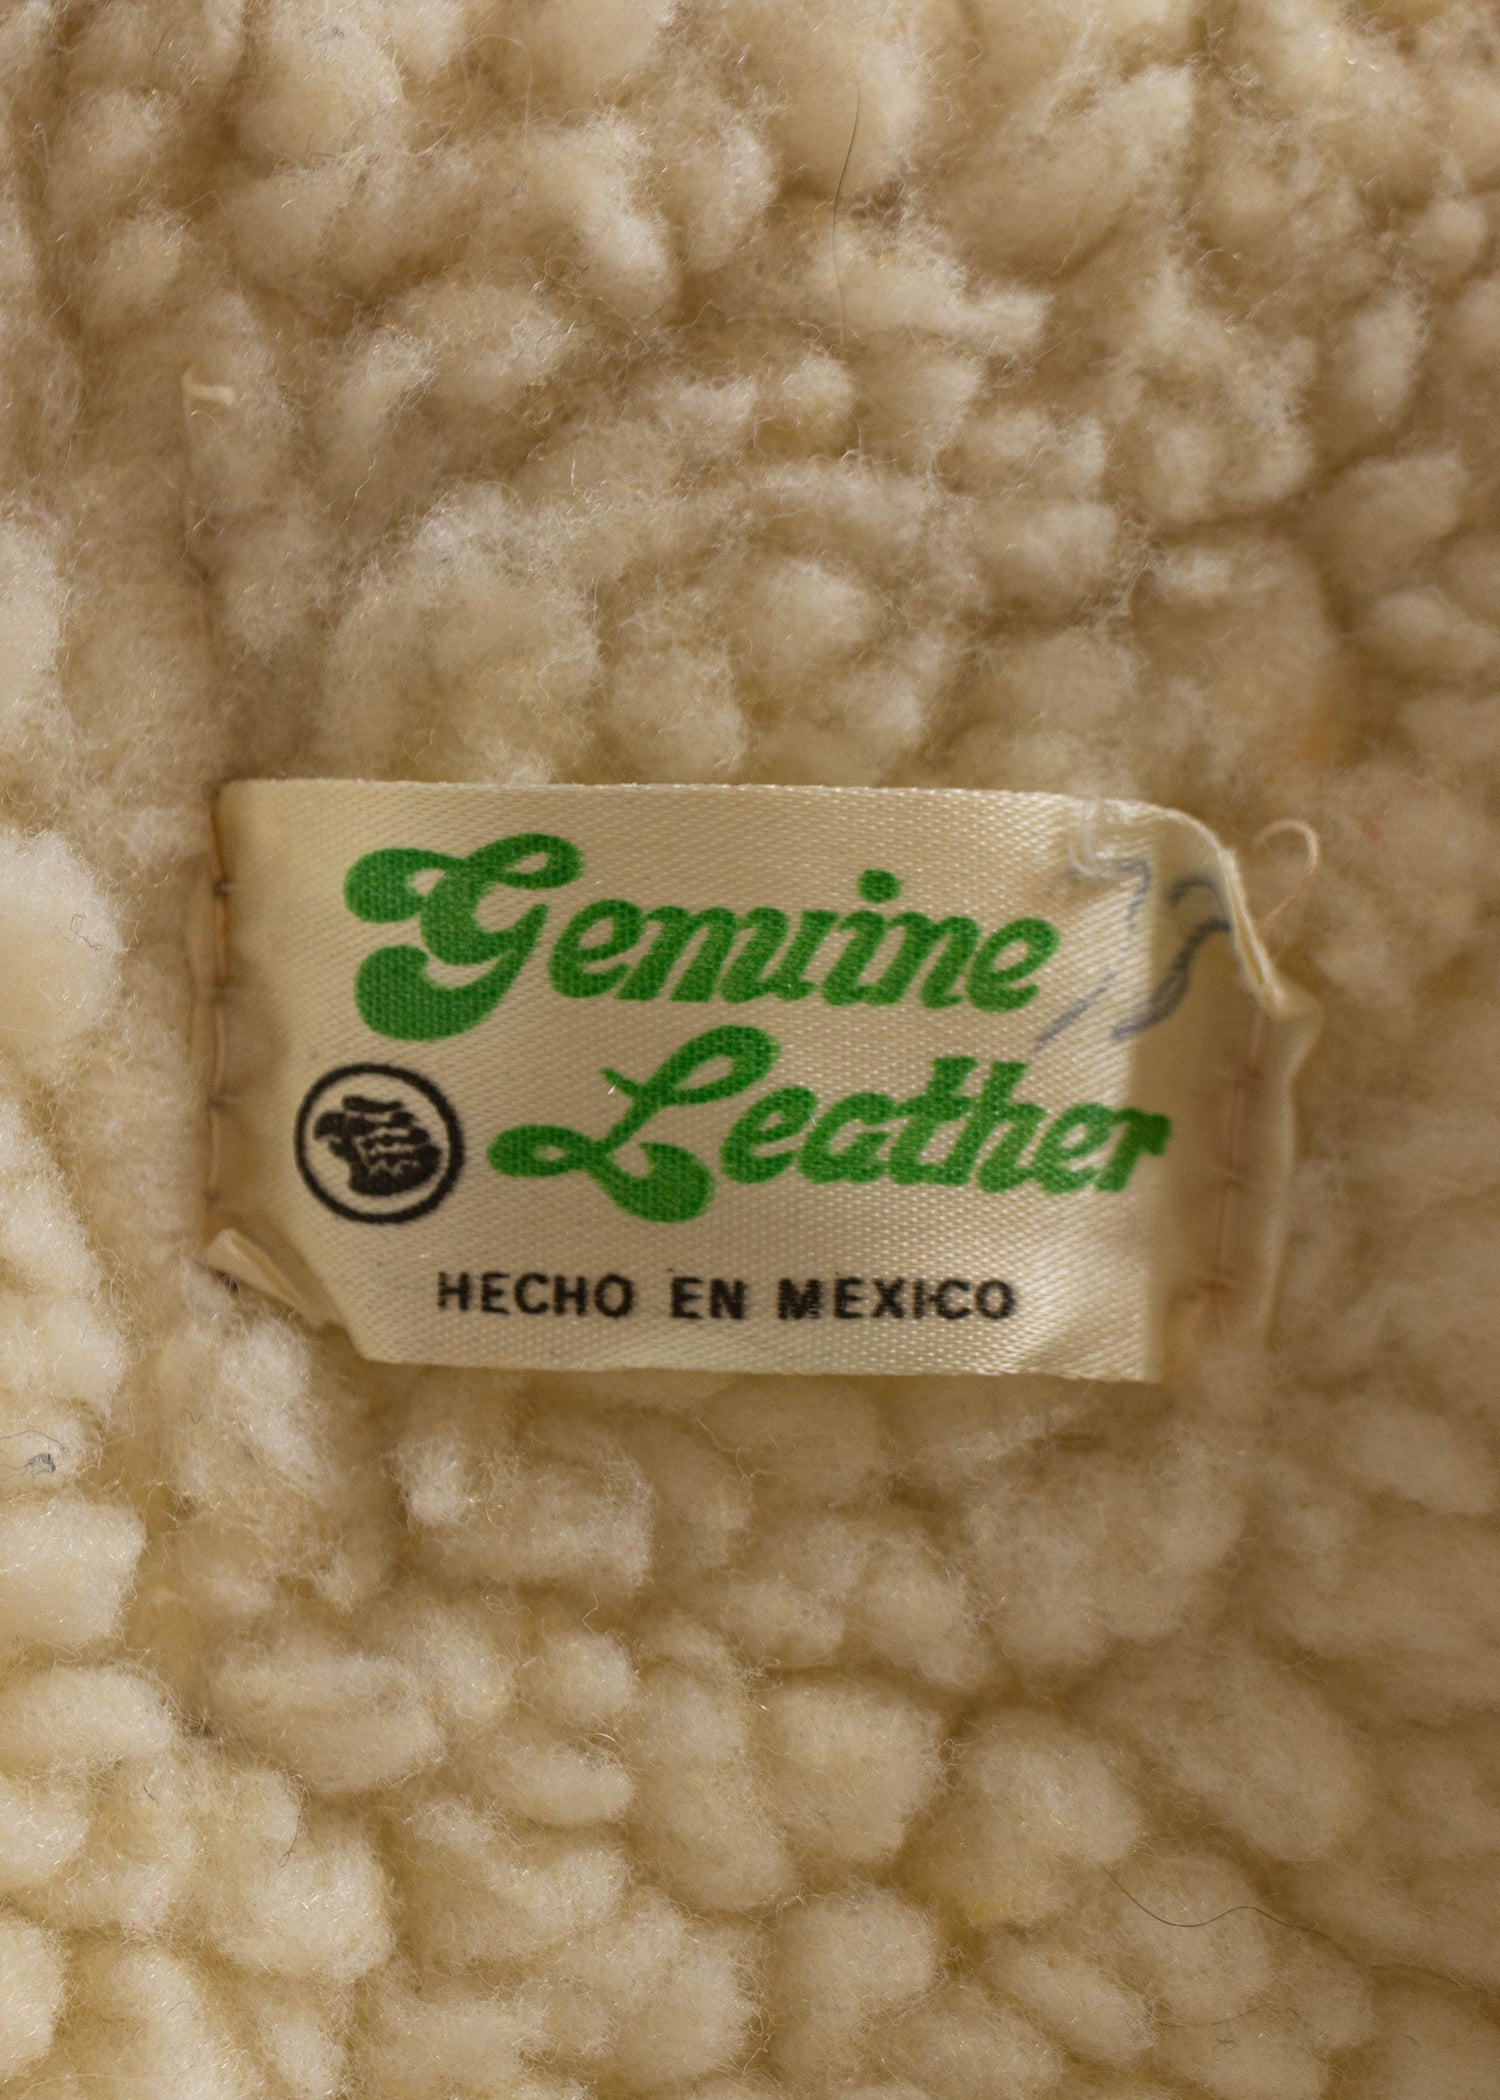 Genuine
Leather
HECHO EN MEXICO